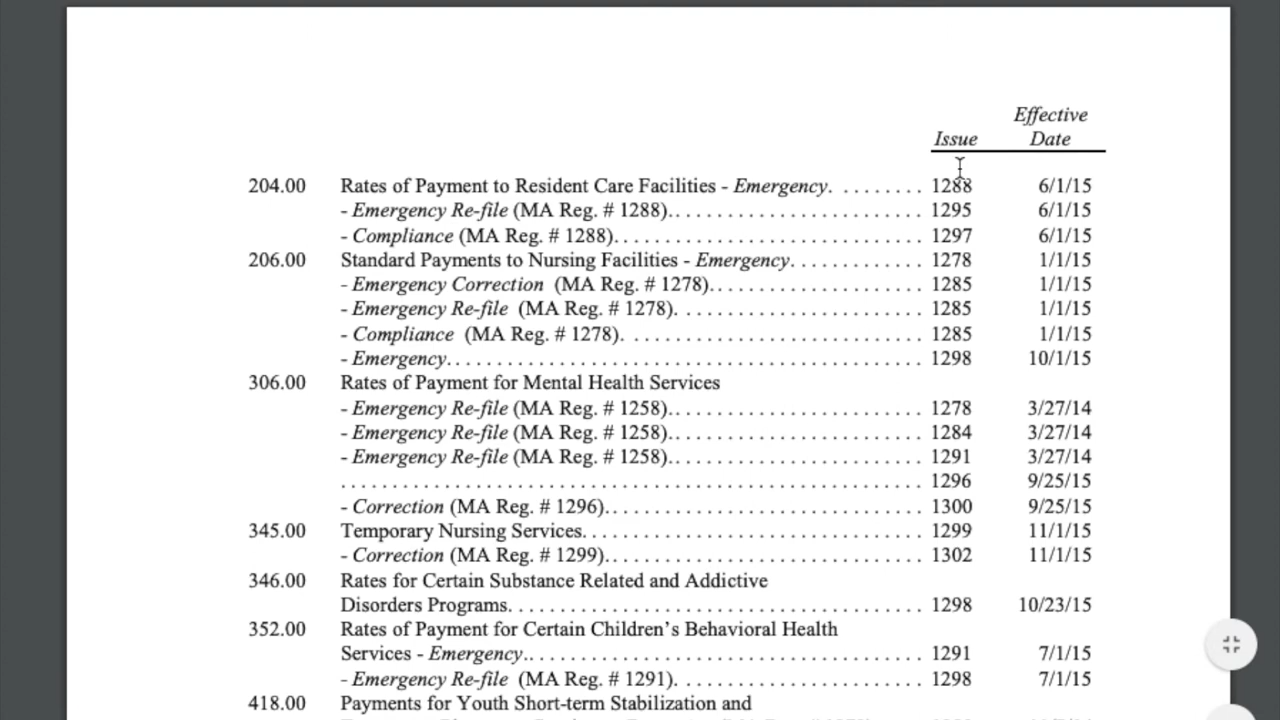 Effective
Issue Date
204.00 Rates of Payment to Resident Care Facilities - Emergency. . . . . . . . . 1288 6/1/15
- Emergency Re-file (MA Reg. # 1288). . . . . . . . . . . . . . . . . . . . . . . . . 1295 6/1/15
- Compliance (MA Reg. # 1288). . . . . . . . . . . . . . . . . . . . . . . . . . . . . . 1297 6/1/15
206.00 Standard Payments to Nursing Facilities - Emergency. . . . . . . . . . . . . 1278 1/1/15
- Emergency Correction (MA Reg. # 1278). . . . . . . . . . . . . . . . . . . . . 1285 1/1/15
- Emergency Re-file (MA Reg. # 1278). . . . . . . . . . . . . . . . . . . . . . . . . 1285 1/1/15
- Compliance (MA Reg. # 1278). . . . . . . . . . . . . . . . . . . . . . . . . . . . . . 1285 1/1/15
- Emergency. . . . . . . . . . . . . . . . . . . . . . . . . . . . . . . . . . . . . . . . . . . . . . 1298 10/1/15
306.00 Rates of Payment for Mental Health Services
- Emergency Re-file (MA Reg. # 1258). . . . . . . . . . . . . . . . . . . . . . . . . 1278 3/27/14
- Emergency Re-file (MA Reg. # 1258). . . . . . . . . . . . . . . . . . . . . . . . . 1284 3/27/14
- Emergency Re-file (MA Reg. # 1258). . . . . . . . . . . . . . . . . . . . . . . . . 1291 3/27/14
. . . . . . . . . . . . . . . . . . . . . . . . . . . . . . . . . . . . . . . . . . . . . . . . . . . . . . . . . 1296 9/25/15
- Correction (MA Reg. # 1296). . . . . . . . . . . . . . . . . . . . . . . . . . . . . . . 1300 9/25/15
345.00 Temporary Nursing Services. . . . . . . . . . . . . . . . . . . . . . . . . . . . . . . . . 1299 11/1/15
- Correction (MA Reg. # 1299). . . . . . . . . . . . . . . . . . . . . . . . . . . . . . . 1302 11/1/15
346.00 Rates for Certain Substance Related and Addictive
Disorders Programs. . . . . . . . . . . . . . . . . . . . . . . . . . . . . . . . . . . . . . . . 1298 10/23/15
352.00 Rates of Payment for Certain Children’s Behavioral Health
Services - Emergency. . . . . . . . . . . . . . . . . . . . . . . . . . . . . . . . . . . . . . . 1291 7/1/15
- Emergency Re-file (MA Reg. # 1291). . . . . . . . . . . . . . . . . . . . . . . . . 1298 7/1/15
418.00 Payments for Youth Short-term Stabilization and